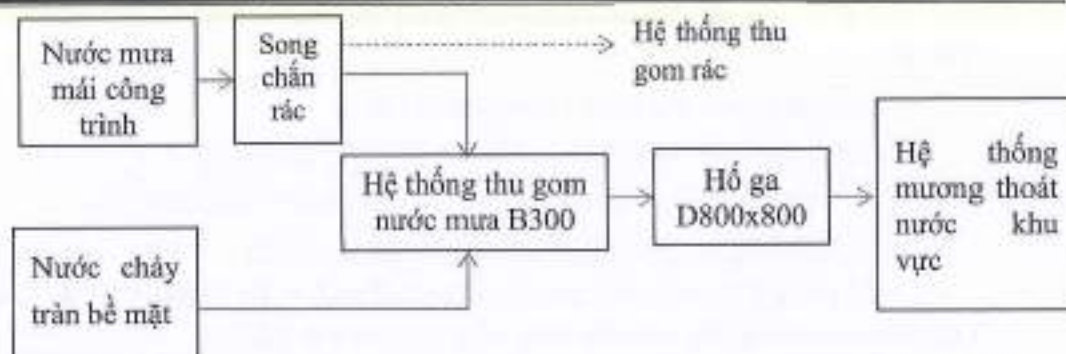 Nước mưa
mái công
trình
Song
chắn
rác
Hệ thống thu
gom rác
Hệ thống thu gom
nước mưa B300
Hố ga
D800x800
Hệ thống
mương thoát
nước khu
vực
Nước chảy
tràn bề mặt